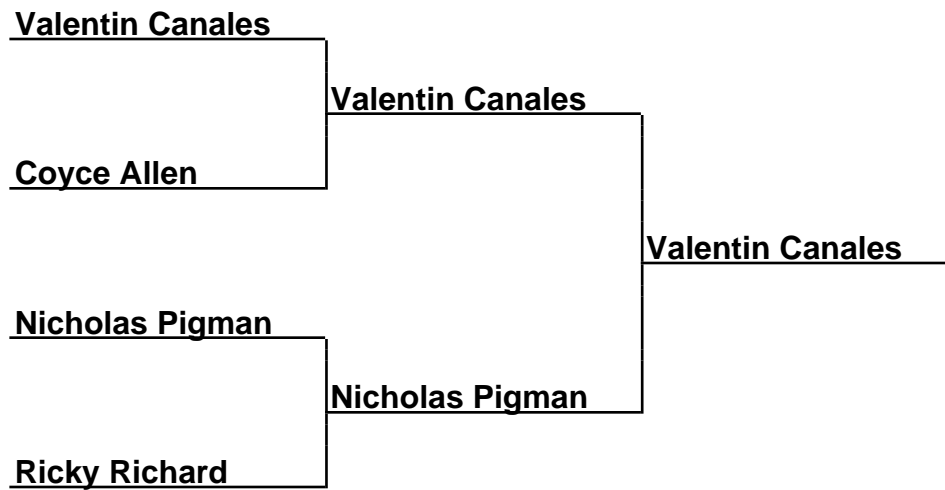 Valentin Canales
Valentin Canales
Coyce Allen
Valentin Canales
Nicholas Pigman
Nicholas Pigman
Ricky Richard